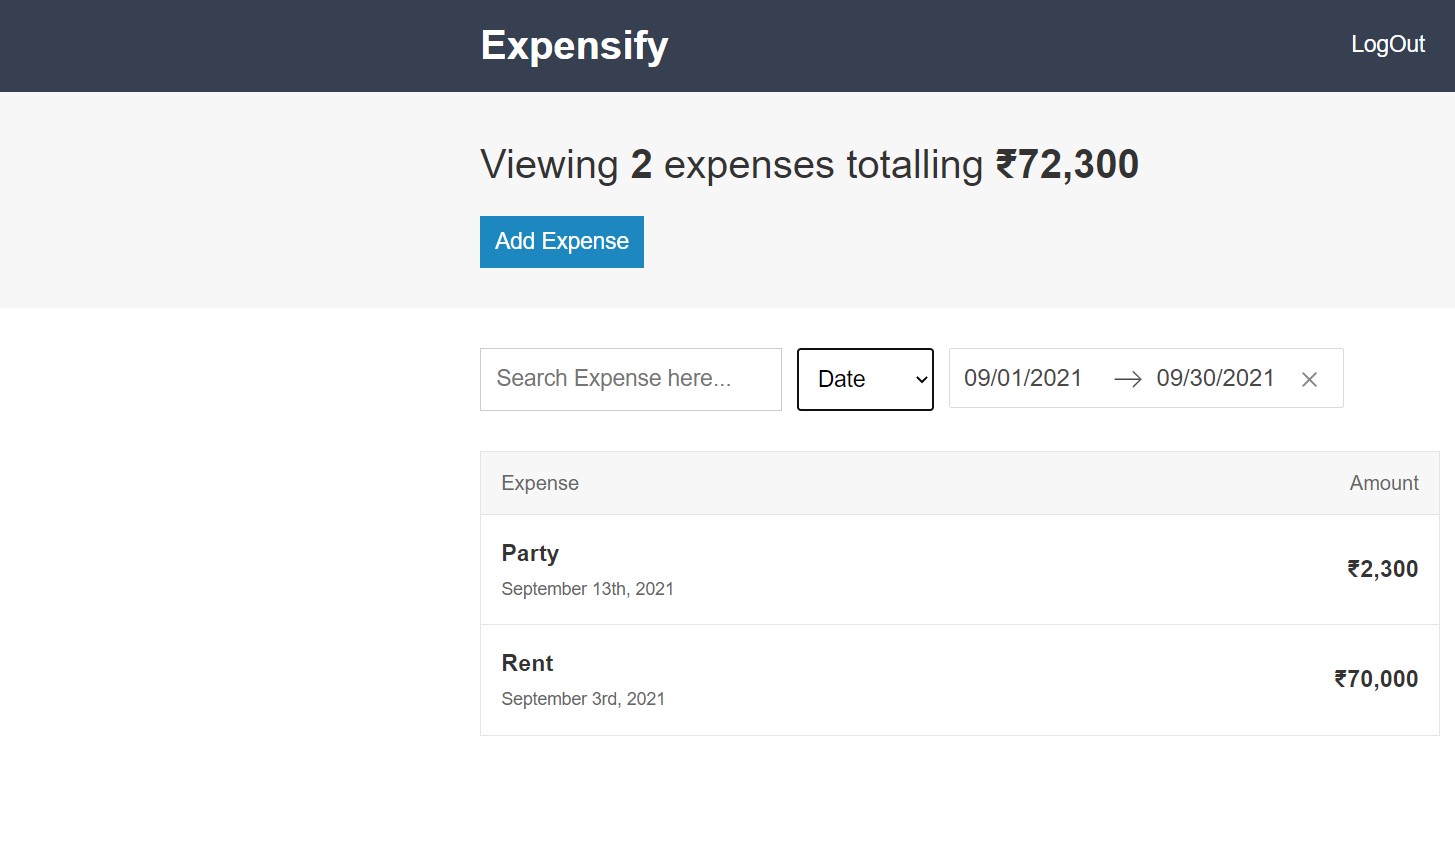 Expensify
LogOut
Viewing 2 expenses totalling ₹72,300
Add Expense
Search Expense here...
Date
09/01/2021 → 09/30/2021 ×
Expense Amount
Party
₹2,300
September 13th, 2021
Rent
₹70,000
September 3rd, 2021